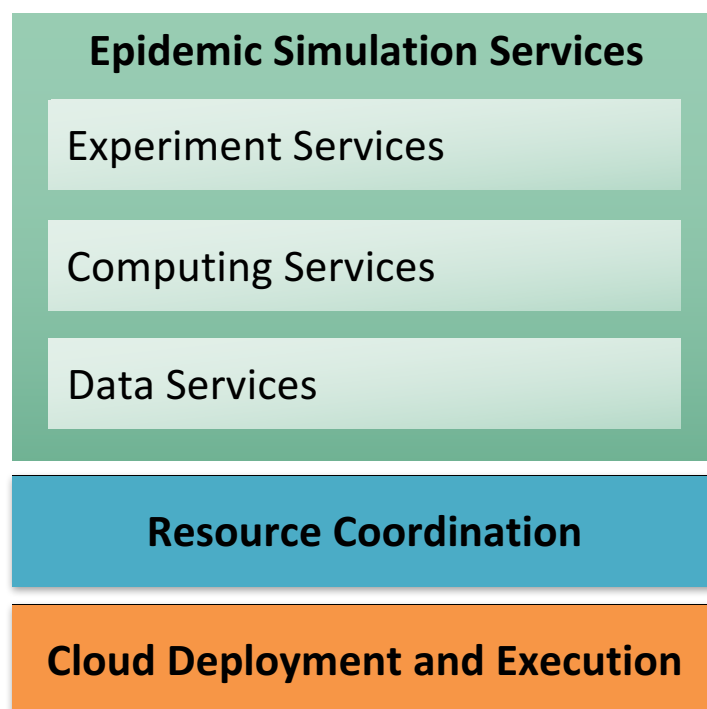 Epidemic Simulation Services
Experiment Services
Computing Services
Data Services
Resource Coordination
Cloud Deployment and Execution